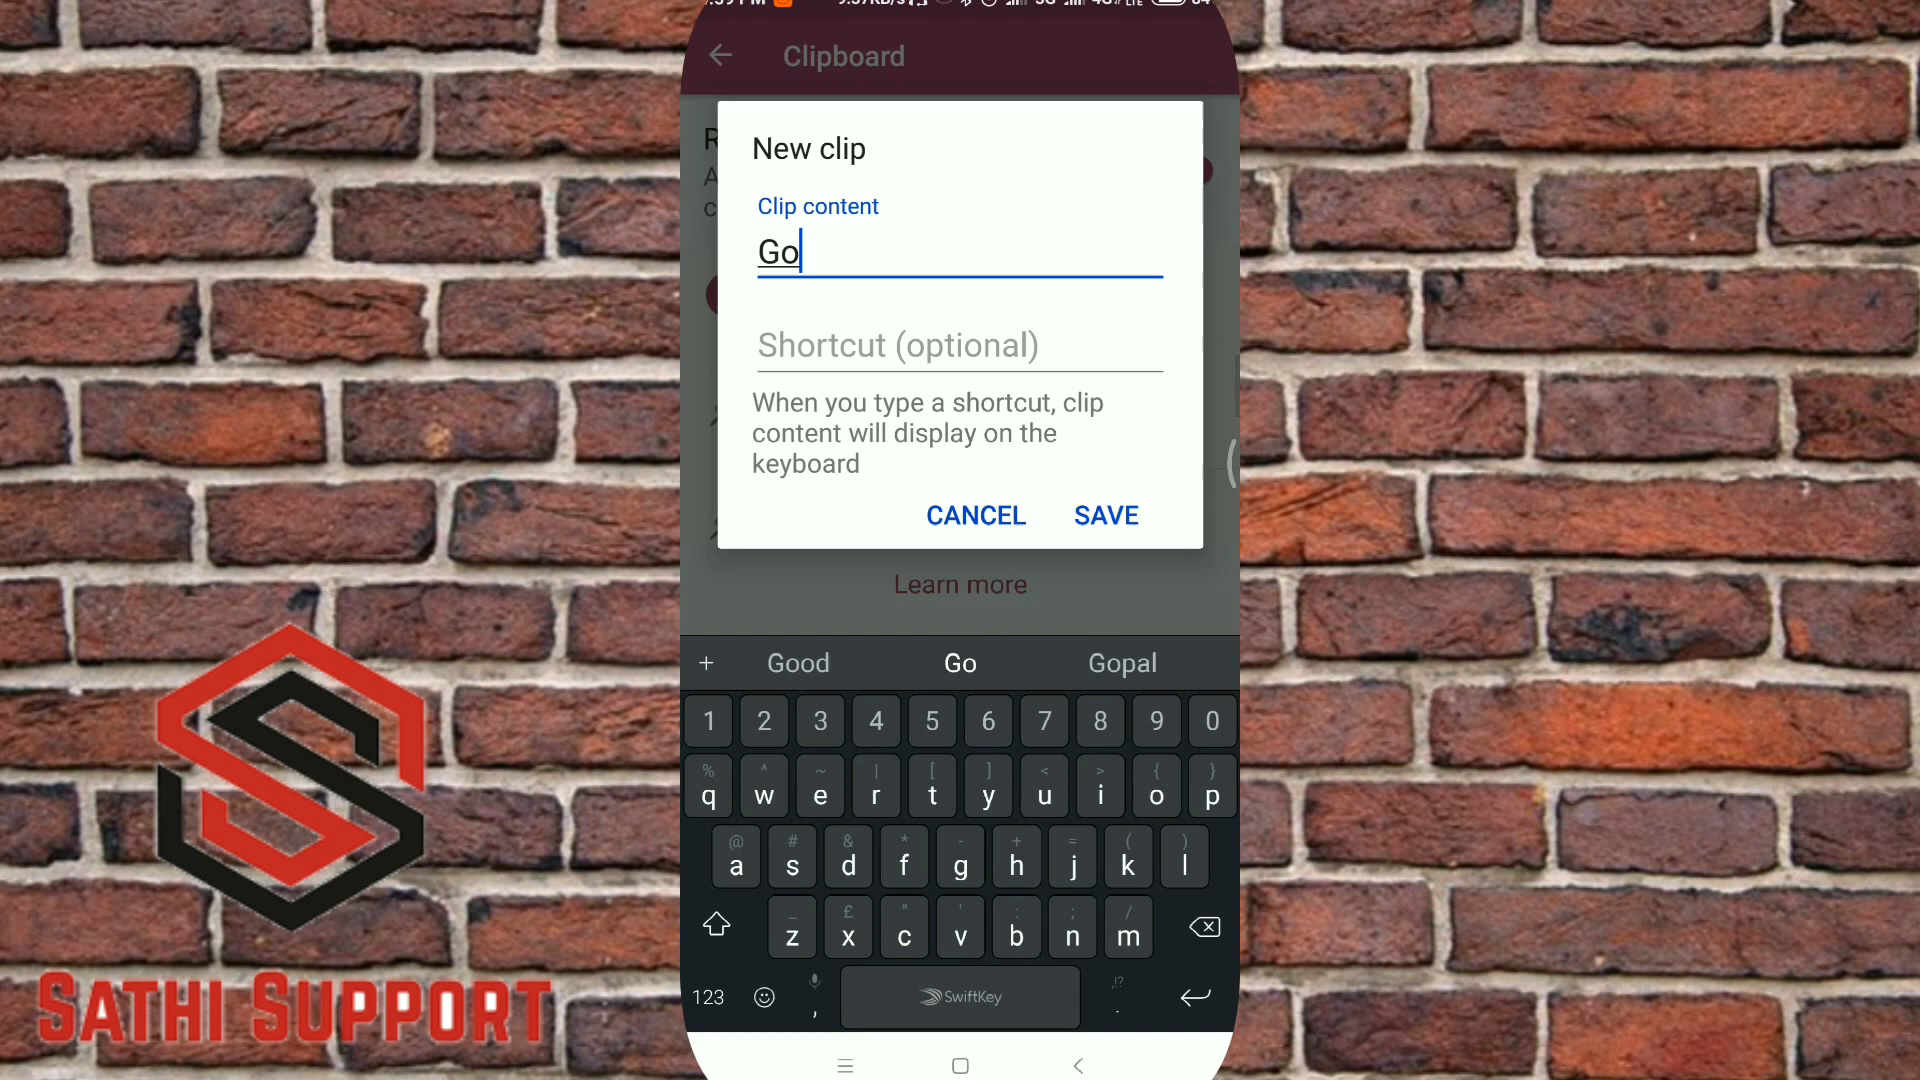 Clipboard
New clip
Clip content
Go
Shortcut (optional)
When you type a shortcut, clip
content will display on the
keyboard
CANCEL SAVE
Learn more
+ Good Go Gopal
1 2 3 4 5 6 7 8 9 0
% ^ ~ | [ ] < > { }
q w e r t y u i o p
@ # & * - + = ( )
a s d f g h j k l
_ £ " ' : ; /
z x c v b n m
123 , SwiftKey !? .
SATHI SUPPORT